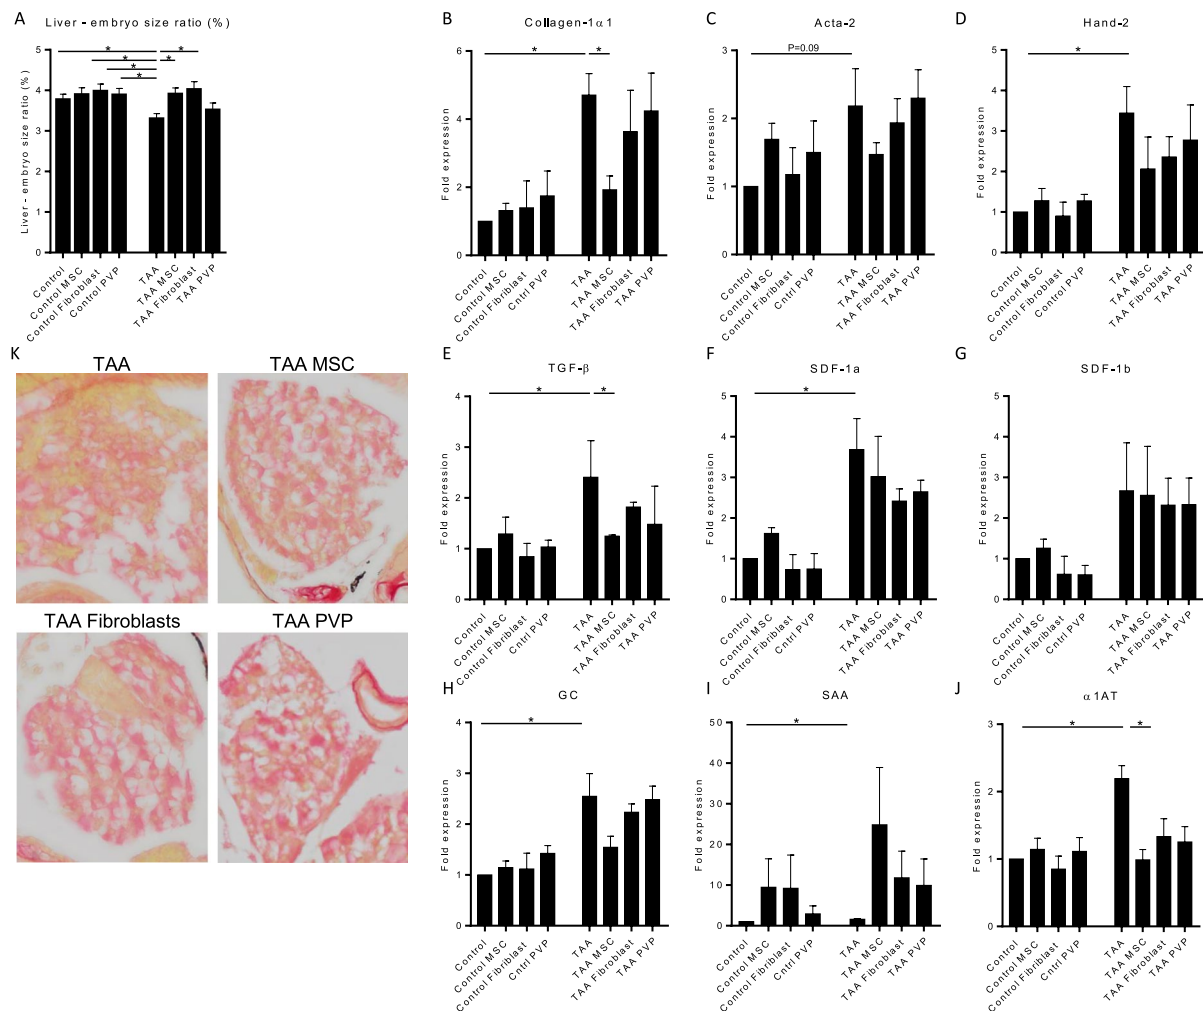 A
Liver - embryo size ratio (%)
Liver - embryo size ratio (%)
5
4
3
2
1
0
*
*
*
*
*
*
Control
Control MSC
Control Fibroblast
Control PVP
TAA
TAA MSC
TAA Fibroblast
TAA PVP
B
Collagen-1α1
Fold expression
6
4
2
0
*
*
Control
Control MSC
Control Fibriblast
Cntrl PVP
TAA
TAA MSC
TAA Fibroblast
TAA PVP
C
Acta-2
Fold expression
3
2
1
0
P=0.09
Control
Control MSC
Control Fibriblast
Cntrl PVP
TAA
TAA MSC
TAA Fibroblast
TAA PVP
D
Hand-2
Fold expression
5
4
3
2
1
0
*
Control
Control MSC
Control Fibriblast
Cntrl PVP
TAA
TAA MSC
TAA Fibroblast
TAA PVP
K
TAA
TAA MSC
TAA Fibroblasts
TAA PVP
E
TGF-β
Fold expression
4
3
2
1
0
*
*
Control
Control MSC
Control Fibriblast
Cntrl PVP
TAA
TAA MSC
TAA Fibroblast
TAA PVP
F
SDF-1a
Fold expression
5
4
3
2
1
0
*
Control
Control MSC
Control Fibriblast
Cntrl PVP
TAA
TAA MSC
TAA Fibroblast
TAA PVP
G
SDF-1b
Fold expression
5
4
3
2
1
0
Control
Control MSC
Control Fibriblast
Cntrl PVP
TAA
TAA MSC
TAA Fibroblast
TAA PVP
H
GC
Fold expression
4
3
2
1
0
*
Control
Control MSC
Control Fibriblast
Cntrl PVP
TAA
TAA MSC
TAA Fibroblast
TAA PVP
I
SAA
Fold expression
50
40
30
20
10
0
*
Control
Control MSC
Control Fibriblast
Cntrl PVP
TAA
TAA MSC
TAA Fibroblast
TAA PVP
J
α1AT
Fold expression
3
2
1
0
*
*
Control
Control MSC
Control Fibriblast
Cntrl PVP
TAA
TAA MSC
TAA Fibroblast
TAA PVP